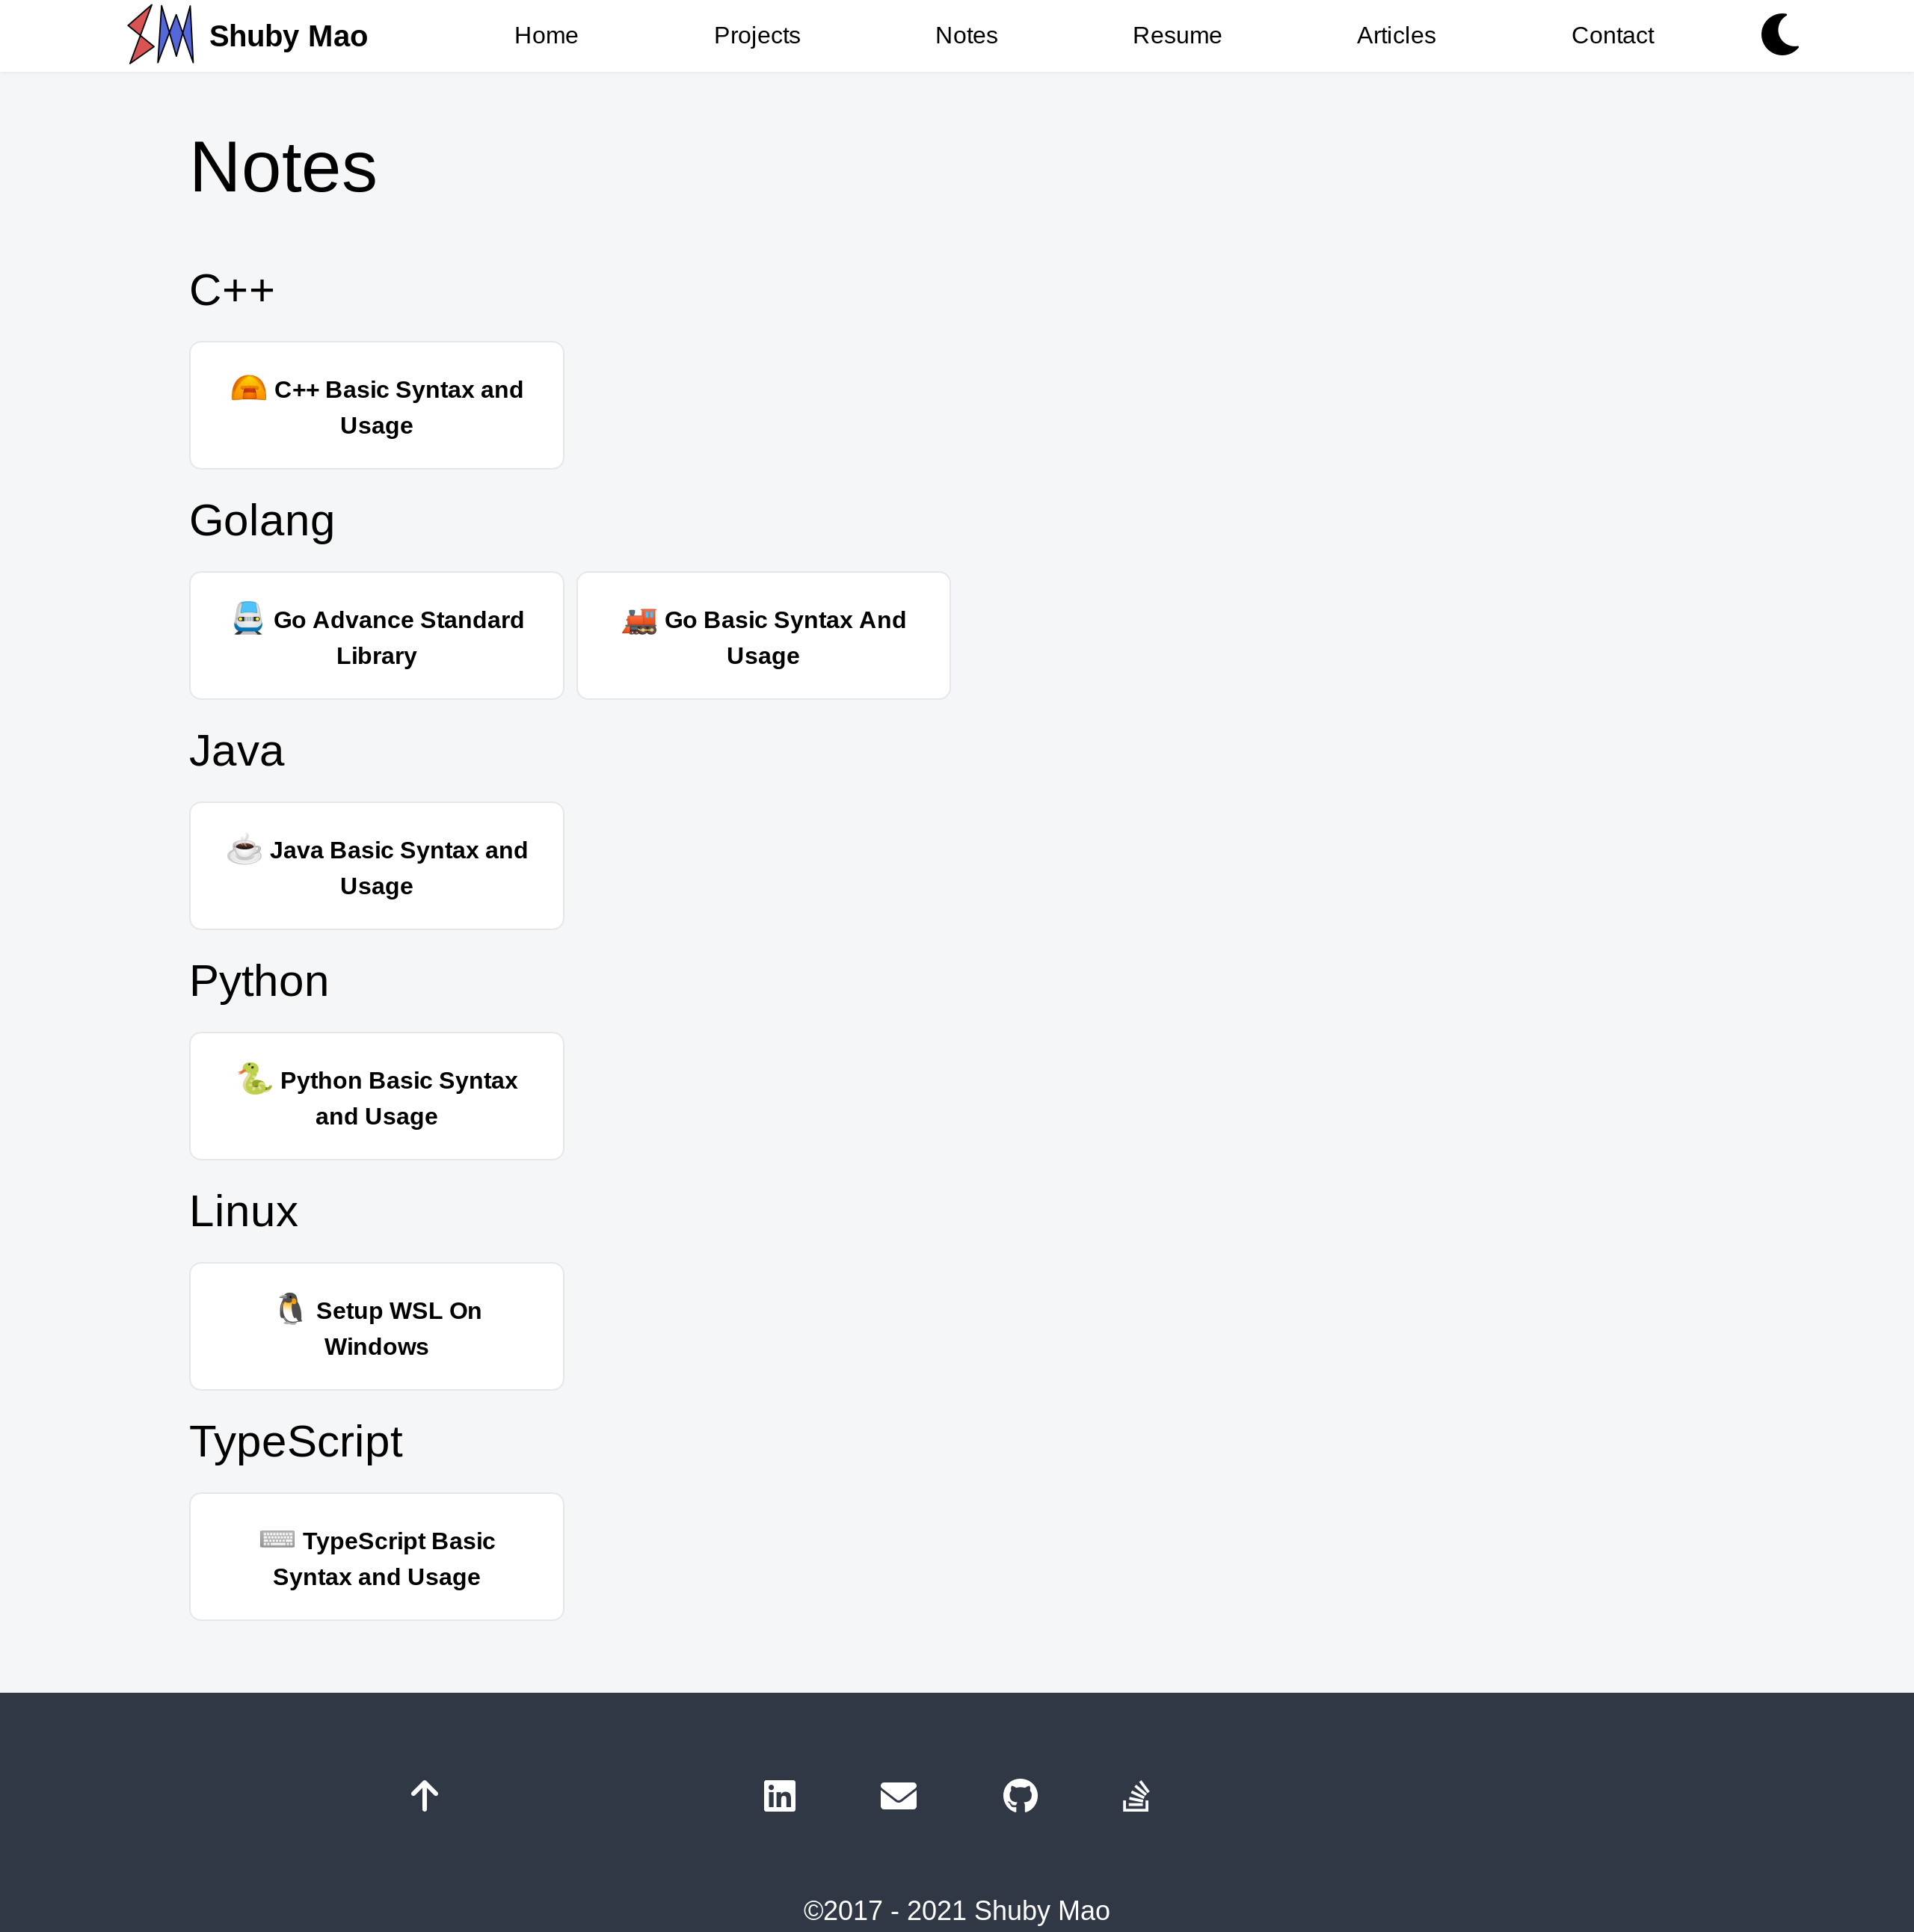 Shuby Mao
Home
Projects
Notes
Resume
Articles
Contact
Notes
C++
C++ Basic Syntax and
Usage
Golang
Go Advance Standard
Library
Go Basic Syntax And
Usage
Java
Java Basic Syntax and
Usage
Python
Python Basic Syntax
and Usage
Linux
Setup WSL On
Windows
TypeScript
TypeScript Basic
Syntax and Usage
©2017 - 2021 Shuby Mao